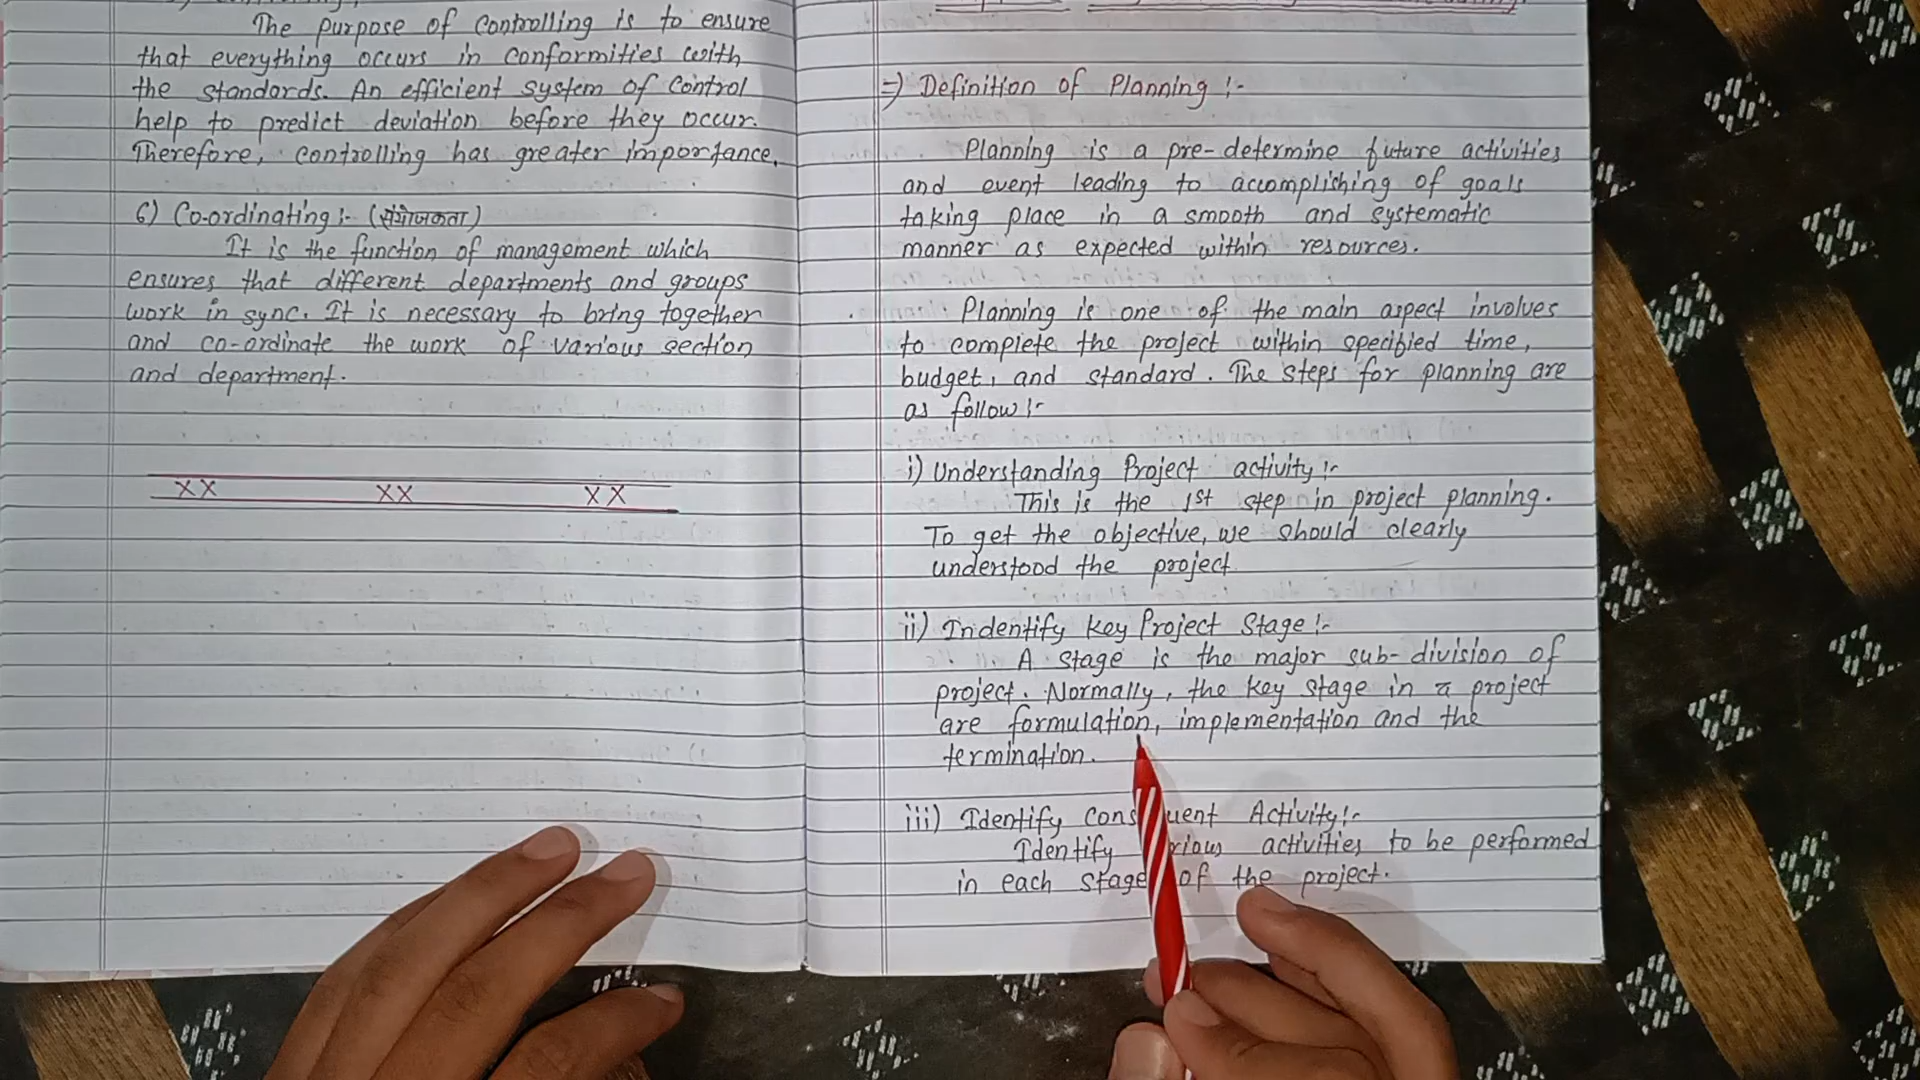 The purpose of controlling is to ensure
that everything occurs in conformities with
the standards. An efficient system of control
help to predict deviation before they occur.
Therefore, controlling has greater importance.
6) Co-ordinating :- (संयोजकता)
It is the function of management which
ensures that different departments and groups
work in sync. It is necessary to bring together
and co-ordinate the work of various section
and department.
XX XX XX
=) Definition of Planning :-
Planning is a pre-determine future activities
and event leading to accomplishing of goals
taking place in a smooth and systematic
manner as expected within resources.
Planning is one of the main aspect involves
to complete the project within specified time,
budget, and standard. The steps for planning are
as follow :-
i) Understanding Project activity :-
This is the 1st step in project planning.
To get the objective, we should clearly
understood the project.
ii) Indentify Key Project Stage :-
A stage is the major sub-division of
project. Normally, the key stage in a project
are formulation, implementation and the
termination.
iii) Identify Activity :-
Identify activities to be performed
in each stage of the project.